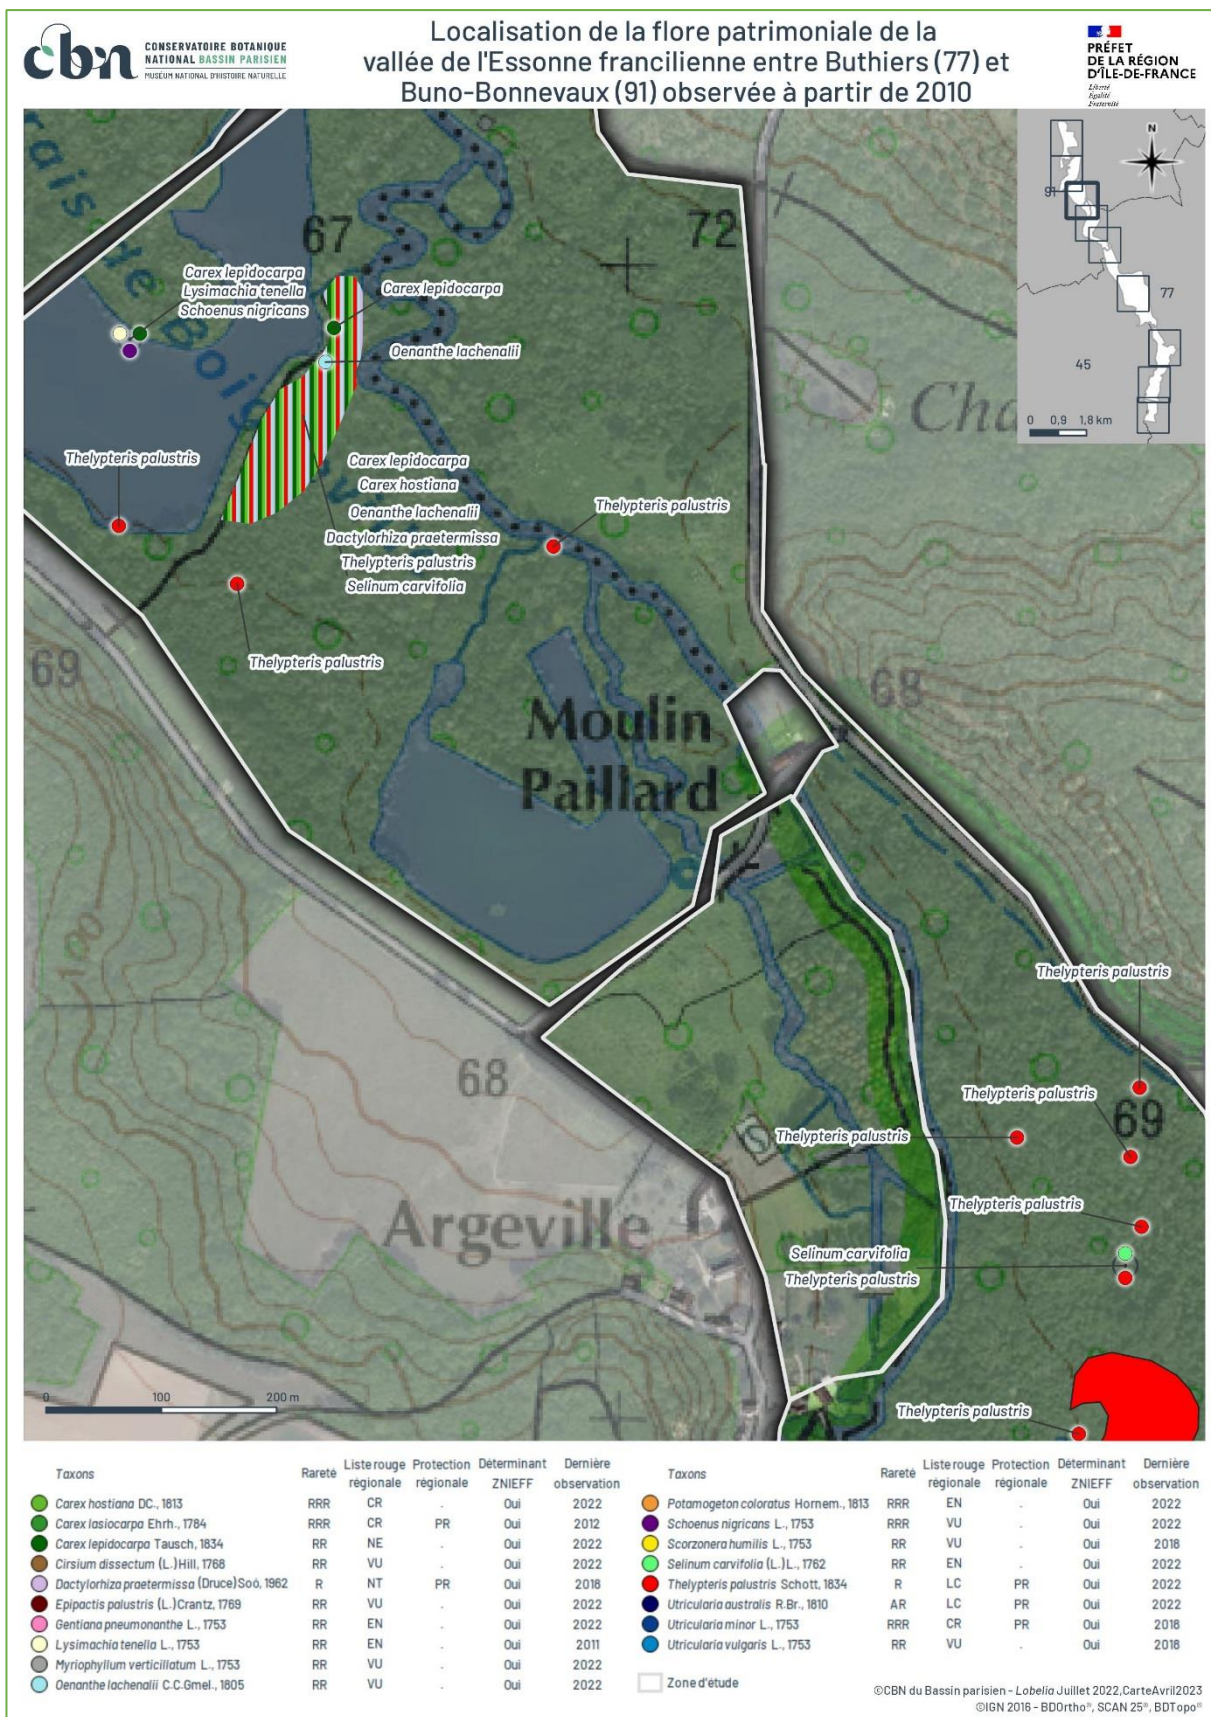 cbn
CONSERVATOIRE BOTANIQUE
NATIONAL BASSIN PARISIEN
MUSÉUM NATIONAL D'HISTOIRE NATURELLE
Localisation de la flore patrimoniale de la
vallée de l'Essonne francilienne entre Buthiers (77) et
Buno-Bonnevaux (91) observée à partir de 2010
PRÉFET
DE LA RÉGION
D'ÎLE-DE-FRANCE
Liberté
Égalité
Fraternité
N
91
77
45
0 0,9 1,8 km
67
72
Carex lepidocarpa
Lysimachia tenella
Schoenus nigricans
Carex lepidocarpa
Oenanthe lachenalii
Cha
Thelypteris palustris
Carex lepidocarpa
Carex hostiana
Oenanthe lachenalii
Dactylorhiza praetermissa
Thelypteris palustris
Selinum carvifolia
Thelypteris palustris
Thelypteris palustris
69
68
Moulin
Paillard
100
100
Thelypteris palustris
68
Thelypteris palustris
69
Thelypteris palustris
Thelypteris palustris
Argeville
Selinum carvifolia
Thelypteris palustris
0 100 200 m
Thelypteris palustris
Taxons Rareté Liste rouge régionale Protection régionale Déterminant ZNIEFF Dernière observation
Carex hostiana DC., 1813 RRR CR . Oui 2022
Carex lasiocarpa Ehrh., 1784 RRR CR PR Oui 2012
Carex lepidocarpa Tausch, 1834 RR NE . Oui 2022
Cirsium dissectum (L.) Hill, 1768 RR VU . Oui 2022
Dactylorhiza praetermissa (Druce) Soó, 1962 R NT PR Oui 2018
Epipactis palustris (L.) Crantz, 1769 RR VU . Oui 2022
Gentiana pneumonanthe L., 1753 RR EN . Oui 2022
Lysimachia tenella L., 1753 RR EN . Oui 2011
Myriophyllum verticillatum L., 1753 RR VU . Oui 2022
Oenanthe lachenalii C.C.Gmel., 1805 RR VU . Oui 2022
Taxons Rareté Liste rouge régionale Protection régionale Déterminant ZNIEFF Dernière observation
Potamogeton coloratus Hornem., 1813 RRR EN . Oui 2022
Schoenus nigricans L., 1753 RRR VU . Oui 2022
Scorzonera humilis L., 1753 RR VU . Oui 2018
Selinum carvifolia (L.) L., 1762 RR EN . Oui 2022
Thelypteris palustris Schott, 1834 R LC PR Oui 2022
Utricularia australis R.Br., 1810 AR LC PR Oui 2022
Utricularia minor L., 1753 RRR CR PR Oui 2018
Utricularia vulgaris L., 1753 RR VU . Oui 2018
Zone d'étude
©CBN du Bassin parisien - Lobelia Juillet 2022, Carte Avril 2023
©IGN 2016 - BDOrtho®, SCAN 25®, BDTopo®